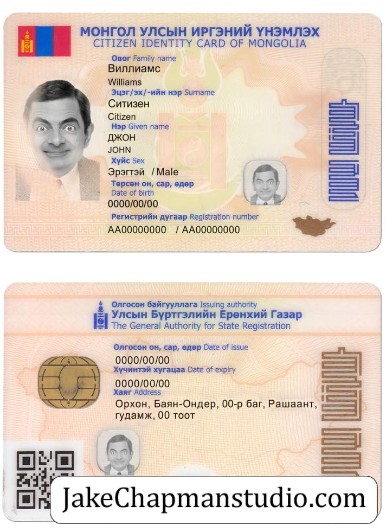 МОНГОЛ УЛСЫН ИРГЭНИЙ ҮНЭМЛЭХ
CITIZEN IDENTITY CARD OF MONGOLIA
Овог Family name
Виллиамс
Williams
Эцэг/эх/-ийн нэр Surname
Ситизен
Citizen
Нэр Given name
ДЖОН
JOHN
Хүйс Sex
Эрэгтэй / Male
Төрсөн он, сар, өдөр
Date of birth
0000/00/00
Регистрийн дугаар Registration number
АА00000000 / AA00000000
Олгосон байгууллага Issuing authority
Улсын Бүртгэлийн Ерөнхий Газар
The General Authority for State Registration
Олгосон он, сар, өдөр Date of issue
0000/00/00
Хүчинтэй хугацаа Date of expiry
0000/00/00
Хаяг Address
Орхон, Баян-Ондер, 00-р баг, Рашаант,
гудамж, 00 тоот
JakeChapmanstudio.com